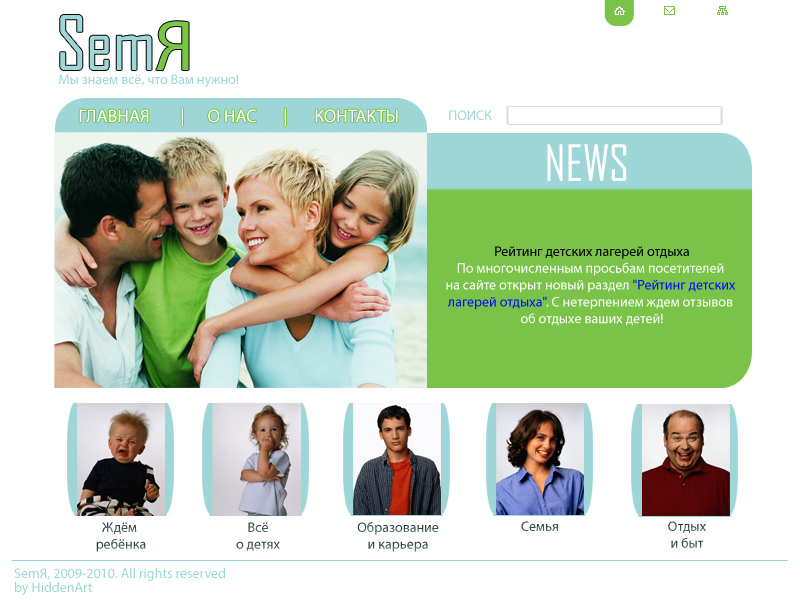 SemЯ
Мы знаем всё, что Вам нужно!
ГЛАВНАЯ | О НАС | КОНТАКТЫ
ПОИСК
NEWS
Рейтинг детских лагерей отдыха
По многочисленным просьбам посетителей
на сайте открыт новый раздел "Рейтинг детских
лагерей отдыха". С нетерпением ждем отзывов
об отдыхе ваших детей!
Ждём
ребёнка
Всё
о детях
Образование
и карьера
Семья
Отдых
и быт
SemЯ, 2009-2010. All rights reserved
by HiddenArt